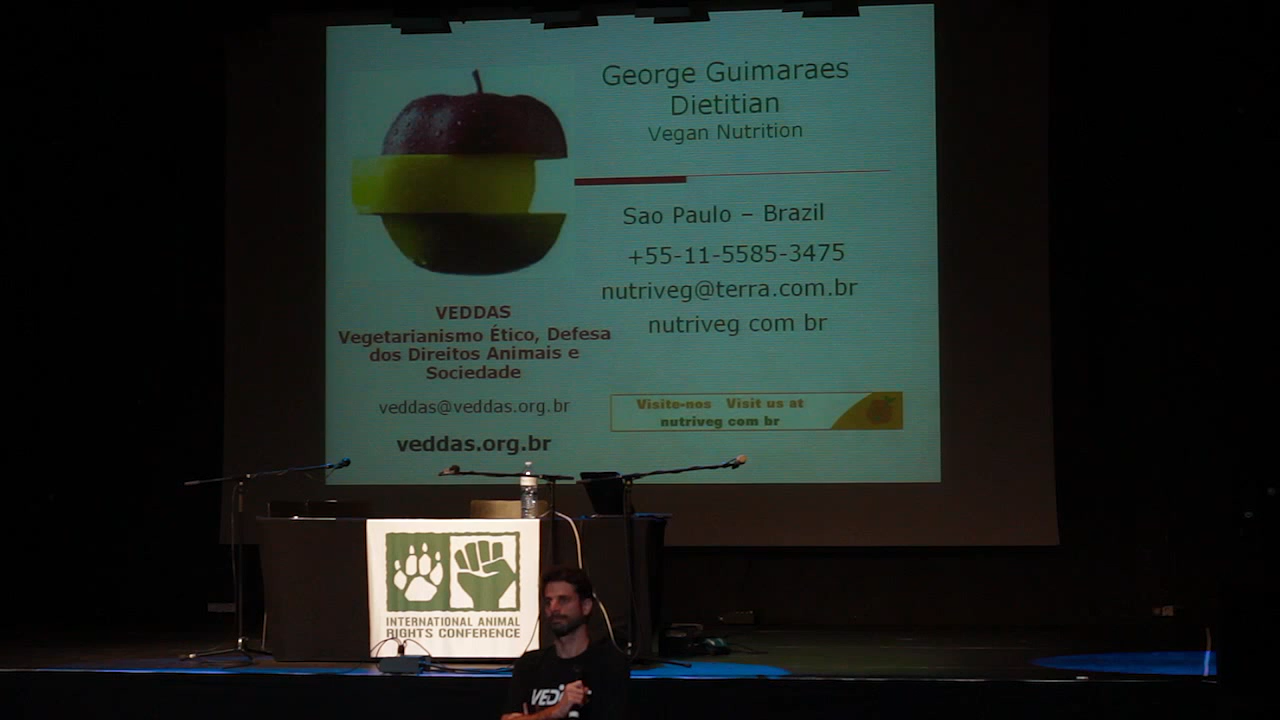 George Guimaraes
Dietitian
Vegan Nutrition
Sao Paulo – Brazil
+55-11-5585-3475
nutriveg@terra.com.br
nutriveg com br
VEDDAS
Vegetarianismo Ético, Defesa
dos Direitos Animais e
Sociedade
veddas@veddas.org.br
veddas.org.br
Visite-nos Visit us at
nutriveg com br
INTERNATIONAL ANIMAL
RIGHTS CONFERENCE